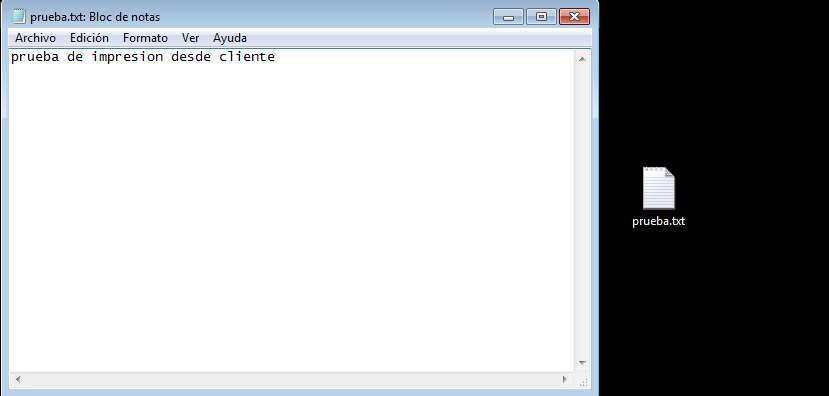 prueba.txt: Bloc de notas
Archivo Edición Formato Ver Ayuda
prueba de impresion desde cliente
prueba.txt